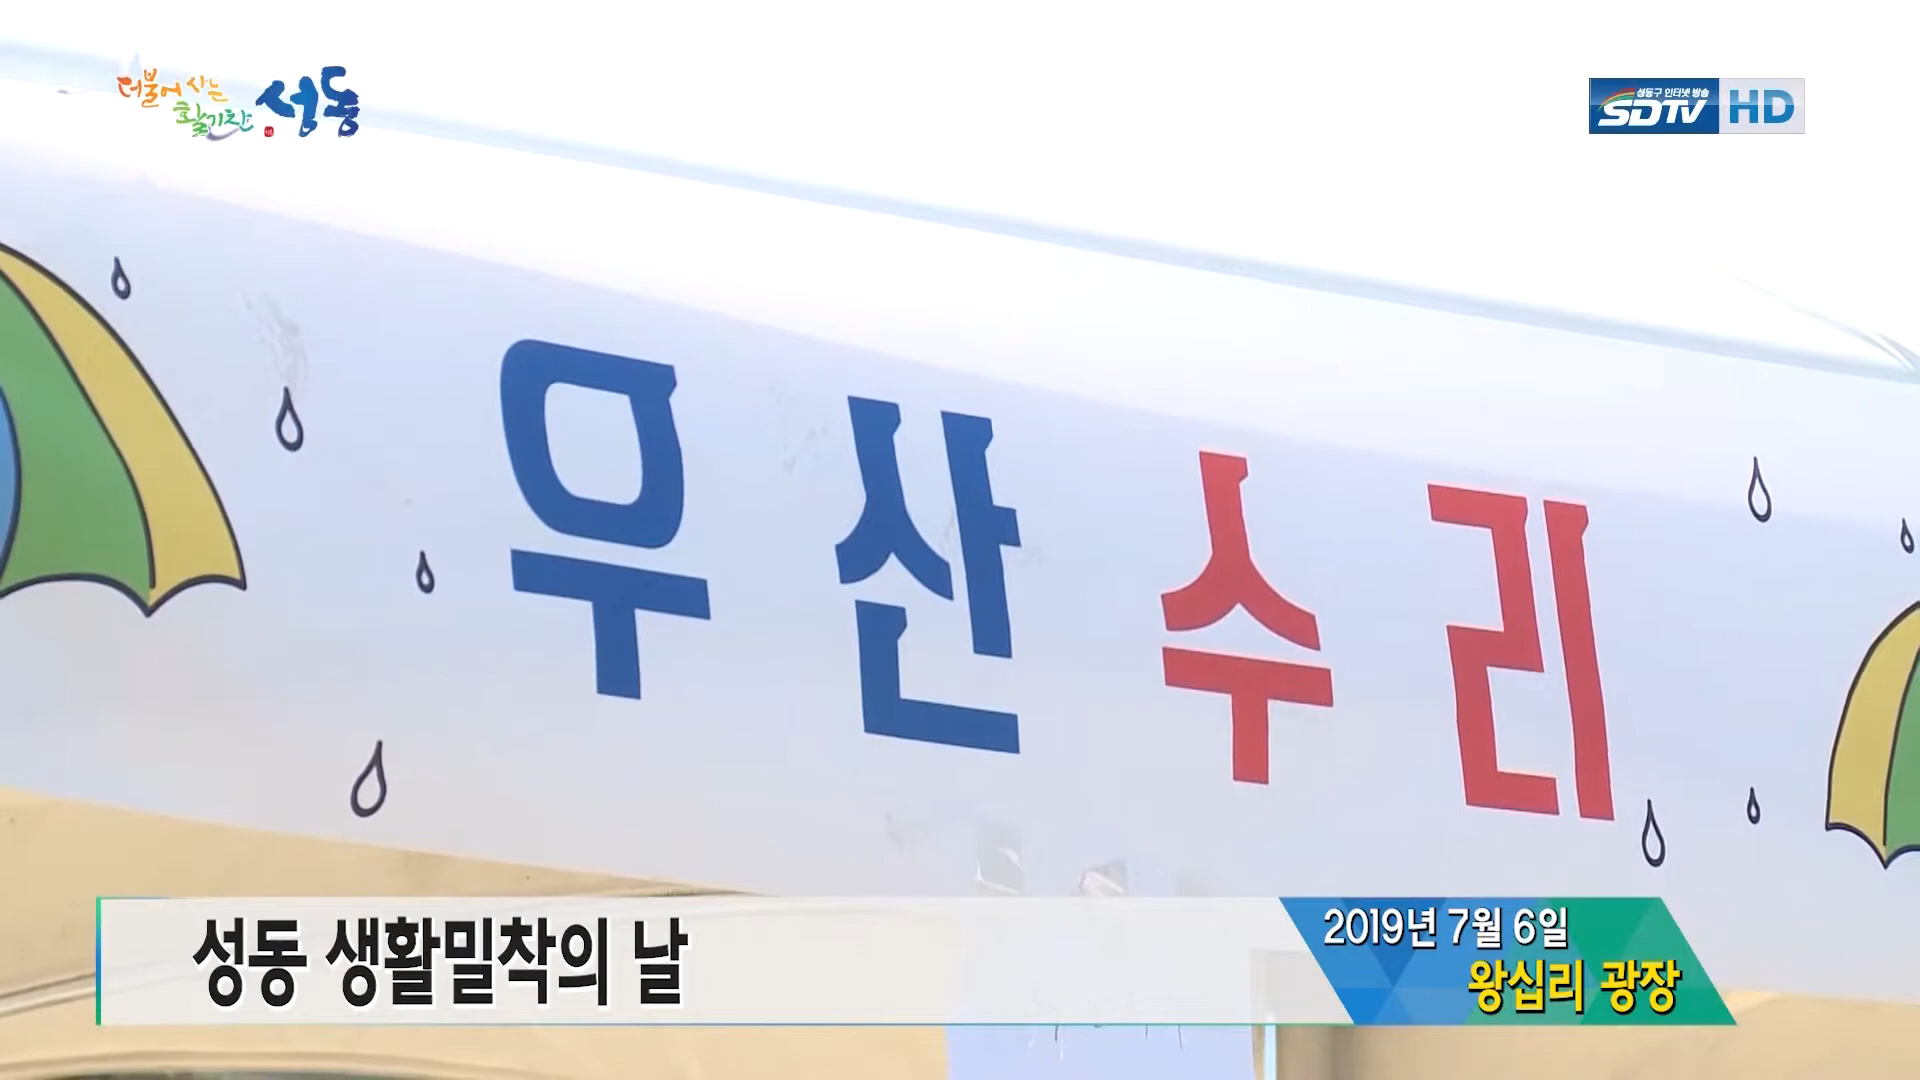 더불어 사는
활기찬 성동
성동구 인터넷 방송
SDTV HD
우산수리
성동 생활밀착의 날
2019년 7월 6일
왕십리 광장